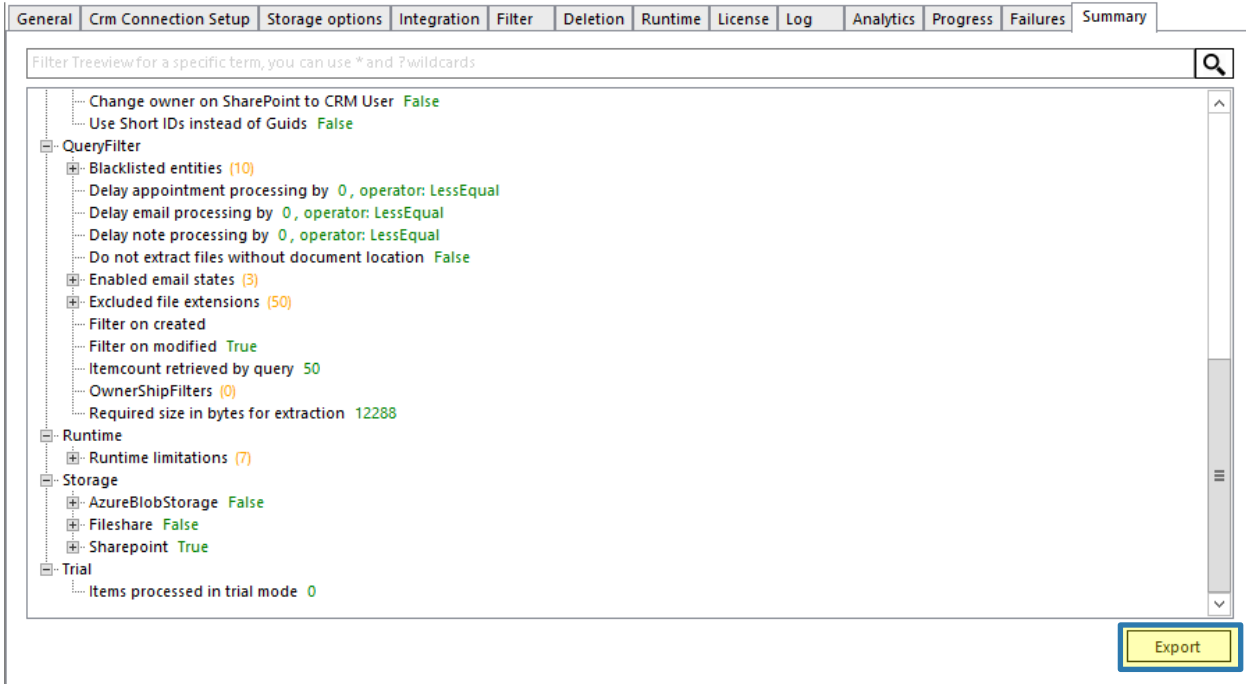 General Crm Connection Setup Storage options Integration Filter Deletion Runtime License Log Analytics Progress Failures Summary
Filter Treeview for a specific term, you can use * and ? wildcards
Change owner on SharePoint to CRM User False
Use Short IDs instead of Guids False
QueryFilter
Blacklisted entities (10)
Delay appointment processing by 0 , operator: LessEqual
Delay email processing by 0 , operator: LessEqual
Delay note processing by 0 , operator: LessEqual
Do not extract files without document location False
Enabled email states (3)
Excluded file extensions (50)
Filter on created
Filter on modified True
Itemcount retrieved by query 50
OwnerShipFilters (0)
Required size in bytes for extraction 12288
Runtime
Runtime limitations (7)
Storage
AzureBlobStorage False
Fileshare False
Sharepoint True
Trial
Items processed in trial mode 0
Export